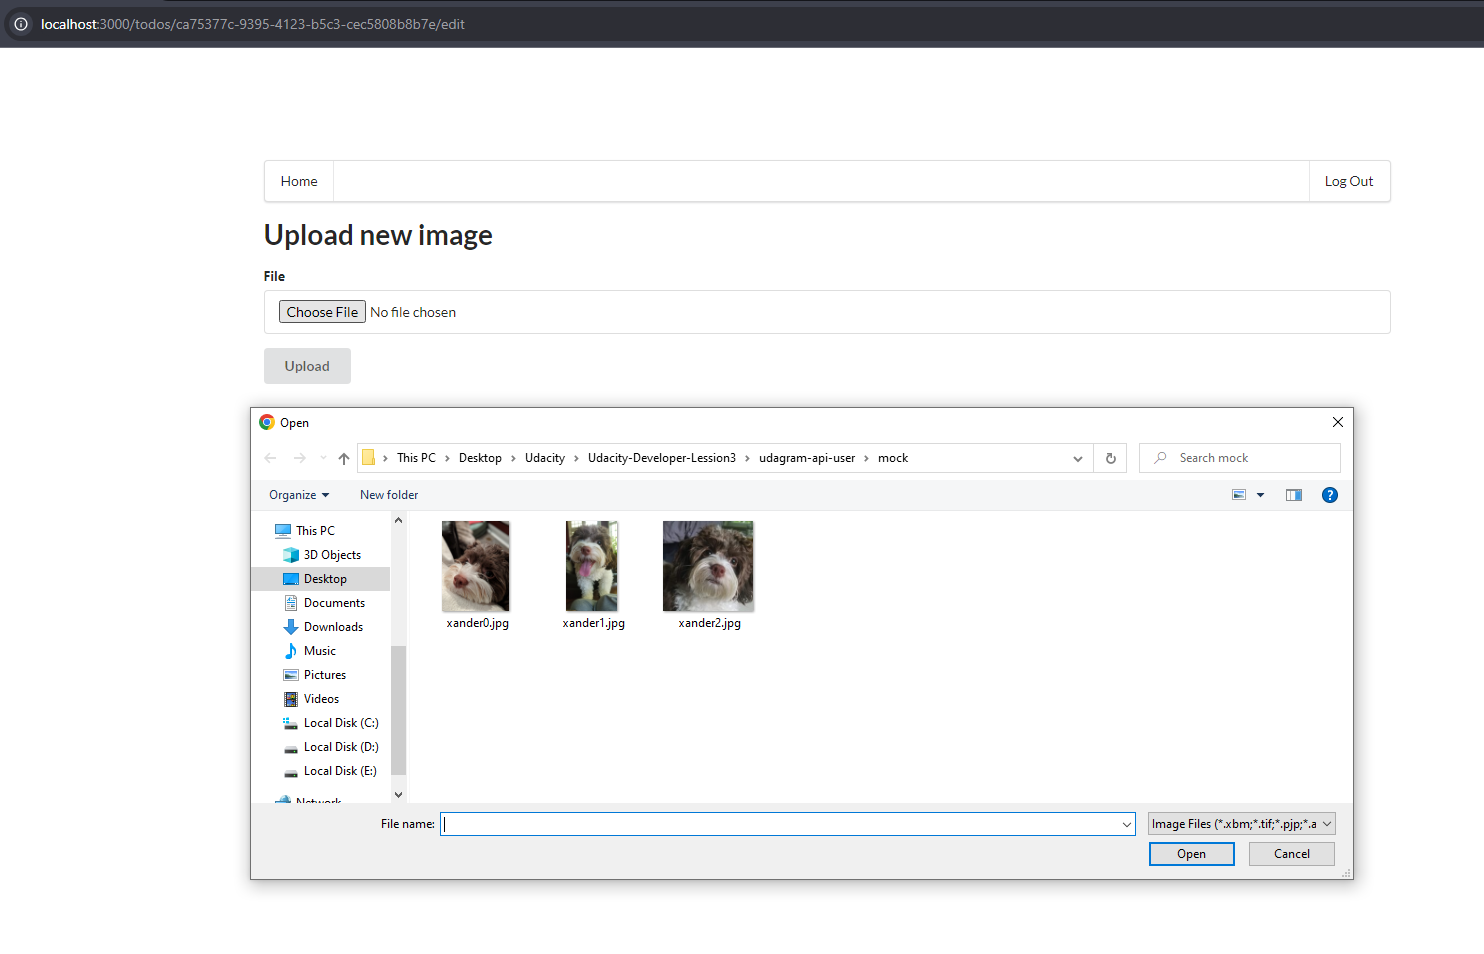 localhost:3000/todos/ca75377c-9395-4123-b5c3-cec5808b8b7e/edit
Home
Log Out
Upload new image
File
Choose File No file chosen
Upload
Open
This PC > Desktop > Udacity > Udacity-Developer-Lession3 > udagram-api-user > mock
Search mock
Organize
New folder
This PC
3D Objects
Desktop
Documents
Downloads
Music
Pictures
Videos
Local Disk (C:)
Local Disk (D:)
Local Disk (E:)
Network
xander0.jpg
xander1.jpg
xander2.jpg
File name:
Image Files (*.xbm;*.tif;*.pjp;*.a
Open
Cancel